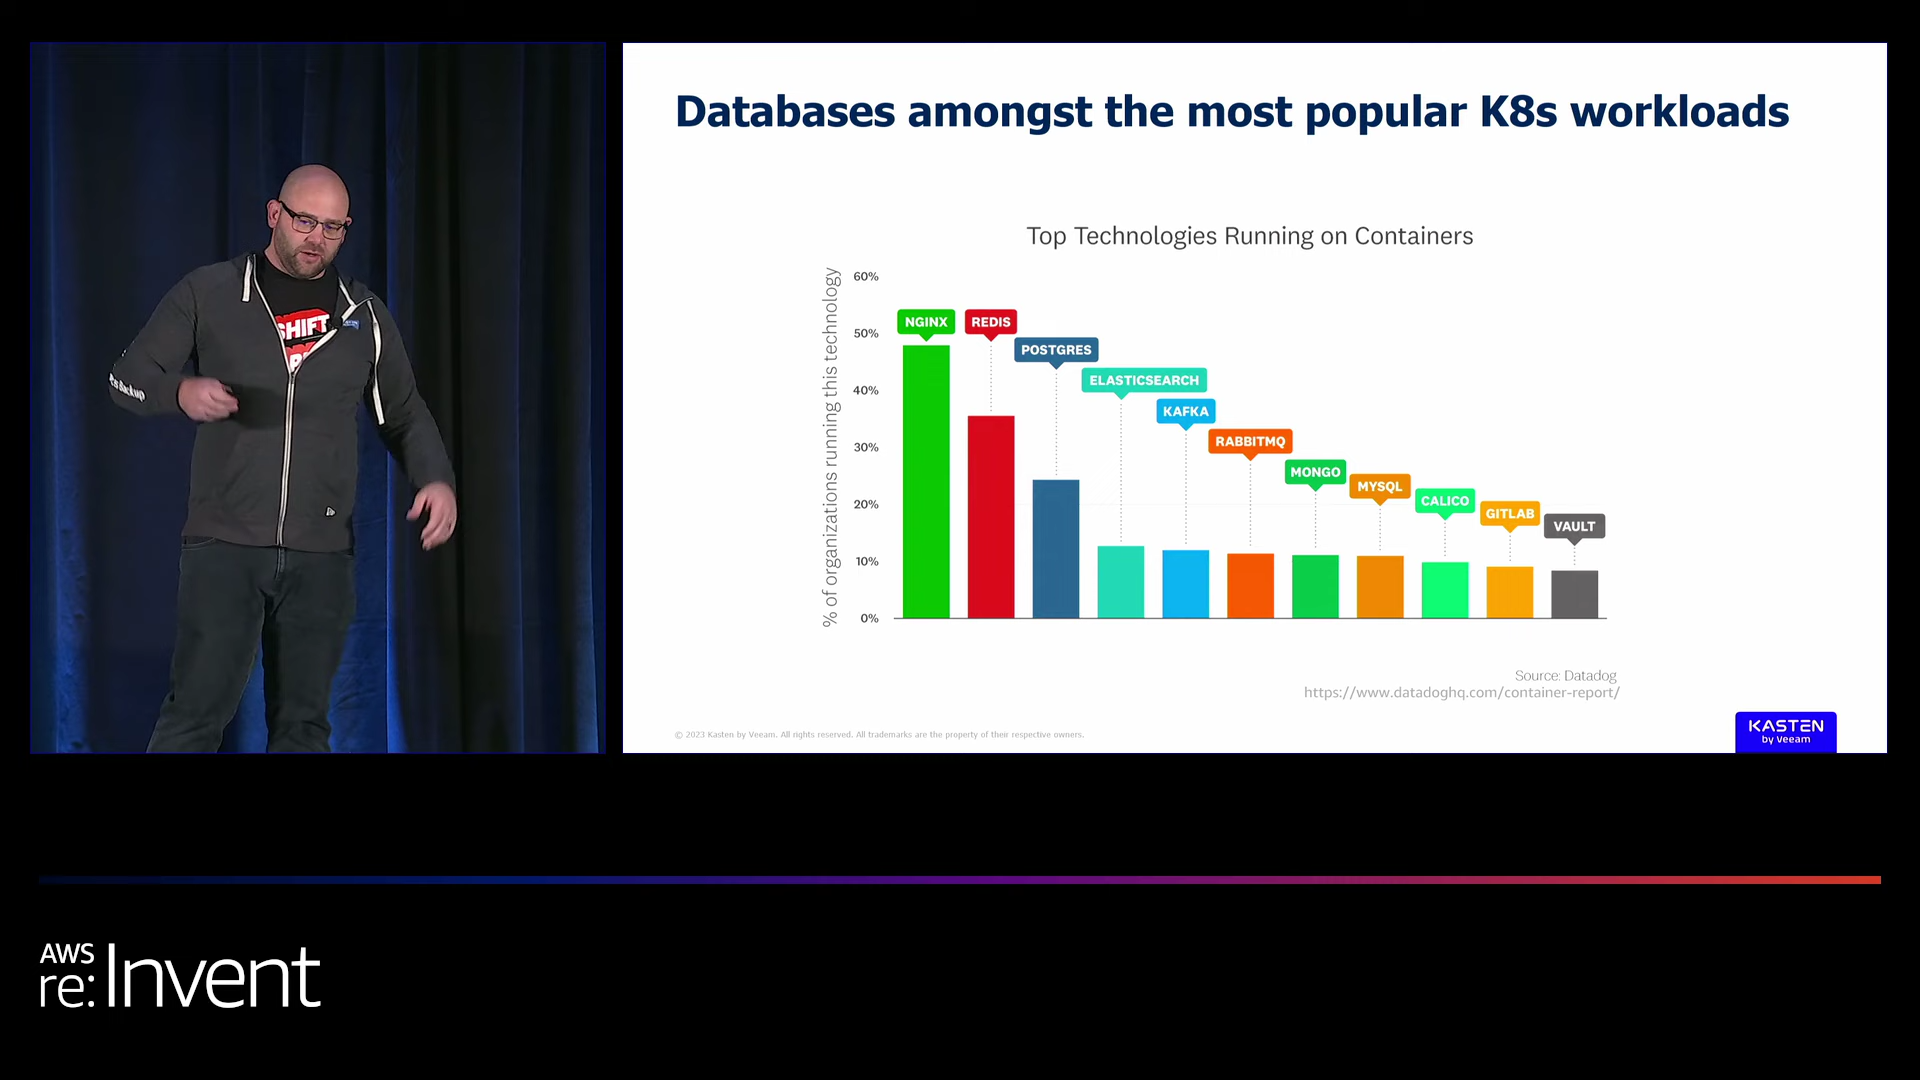 SHIFT
Databases amongst the most popular K8s workloads
Top Technologies Running on Containers
% of organizations running this technology
60%
50%
40%
30%
20%
10%
0%
NGINX
REDIS
POSTGRES
ELASTICSEARCH
KAFKA
RABBITMQ
MONGO
MYSQL
CALICO
GITLAB
VAULT
Source: Datadog
https://www.datadoghq.com/container-report/
© 2023 Kasten by Veeam. All rights reserved. All trademarks are the property of their respective owners.
KASTEN
by Veeam
AWS
re:Invent